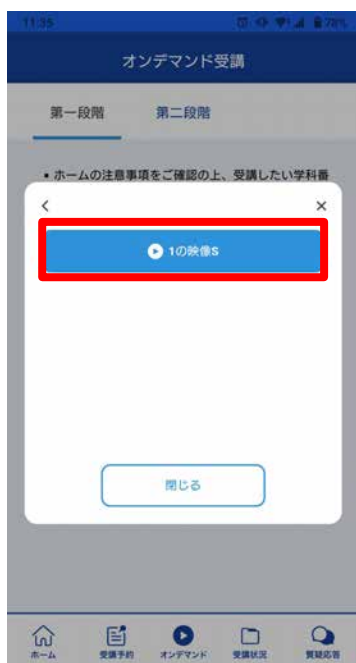 11:35
78%
オンデマンド受講
第一段階 第二段階
• ホームの注意事項をご確認の上、受講したい学科番
< ×
1の映像S
閉じる
ホーム 受講予約 オンデマンド 受講状況 質疑応答